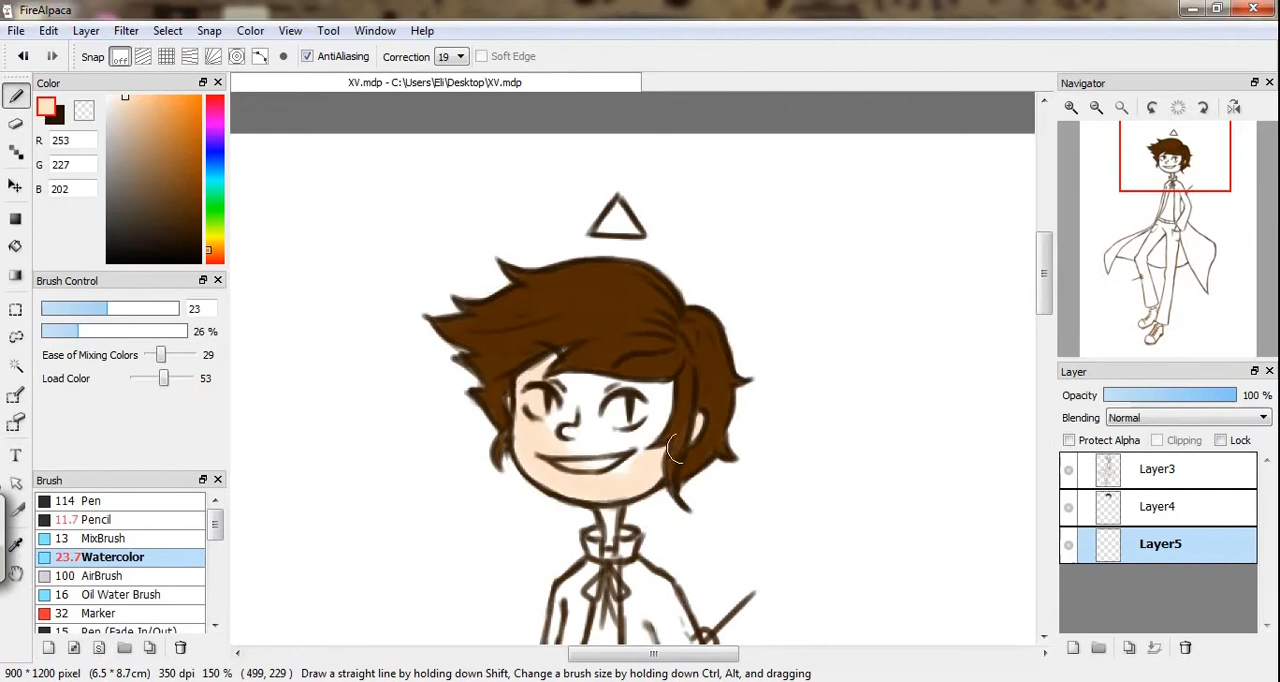 FireAlpaca
File Edit Layer Filter Select Snap Color View Tool Window Help
Snap off AntiAliasing Correction 19 Soft Edge
Color
XV.mdp - C:\Users\Eli\Desktop\XV.mdp
Navigator
R 253
G 227
B 202
Brush Control
23
26 %
Ease of Mixing Colors 29
Load Color 53
Layer
Opacity 100 %
Blending Normal
Protect Alpha Clipping Lock
Layer3
Layer4
Layer5
Brush
114 Pen
11.7 Pencil
13 MixBrush
23.7 Watercolor
100 AirBrush
16 Oil Water Brush
32 Marker
15 Pen (Fade In/Out)
T
900 * 1200 pixel (6.5 * 8.7cm) 350 dpi 150 % ( 499, 229 ) Draw a straight line by holding down Shift, Change a brush size by holding down Ctrl, Alt, and dragging